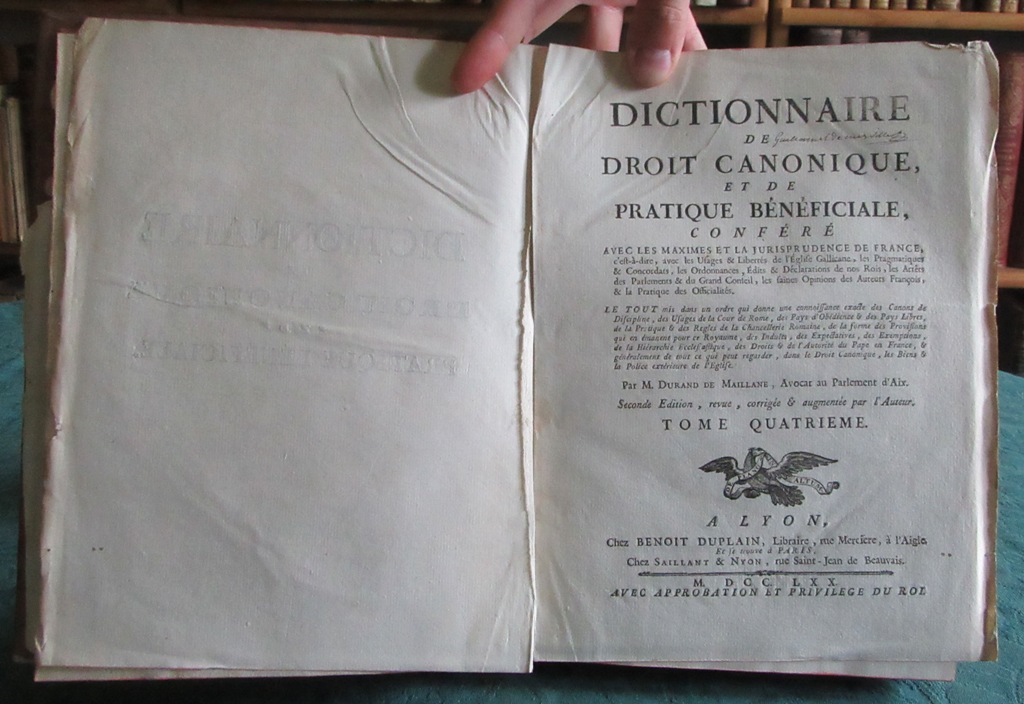 DICTIONNAIRE
DE
DROIT CANONIQUE,
ET DE
PRATIQUE BÉNÉFICIALE,
CONFÉRÉ
AVEC LES MAXIMES ET LA JURISPRUDENCE DE FRANCE,
c'est-à-dire, avec les Usages & Libertés de l'Église Gallicane, les Pragmatiques
& Concordats, les Ordonnances, Édits & Déclarations de nos Rois, les Arrêts
des Parlements & du Grand Conseil, les saines Opinions des Auteurs François,
& la Pratique des Officialités.
LE TOUT mis dans un ordre qui donne une connoissance exacte des Canons de
Discipline, des Usages de la Cour de Rome, des Pays d'Obédience & des Pays Libres,
de la Pratique & des Regles de la Chancellerie Romaine, de la forme des Provisions
qui en émanent pour ce Royaume, des Indults, des Expectatives, des Exemptions,
de la Hiérarchie Ecclésiastique, des Droits & de l'Autorité du Pape en France, &
généralement de tout ce qui peut regarder, dans le Droit Canonique, les Biens &
la Police extérieure de l'Église.
Par M. DURAND DE MAILLANE, Avocat au Parlement d'Aix.
Seconde Edition, revue, corrigée & augmentée par l'Auteur.
TOME QUATRIEME.
ALTUM
A LYON,
Chez BENOIT DUPLAIN, Libraire, rue Merciere, à l'Aigle.
Et se trouve à PARIS,
Chez SAILLANT & NYON, rue Saint-Jean de Beauvais.
M. DCC. LXX.
AVEC APPROBATION ET PRIVILEGE DU ROI.